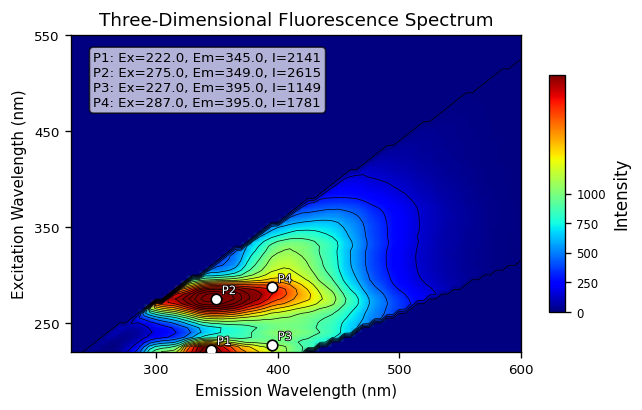 Three-Dimensional Fluorescence Spectrum
P1: Ex=222.0, Em=345.0, I=2141
P2: Ex=275.0, Em=349.0, I=2615
P3: Ex=227.0, Em=395.0, I=1149
P4: Ex=287.0, Em=395.0, I=1781
550
450
350
250
Excitation Wavelength (nm)
P2
P4
P1
P3
300
400
500
600
Emission Wavelength (nm)
1000
750
500
250
0
Intensity